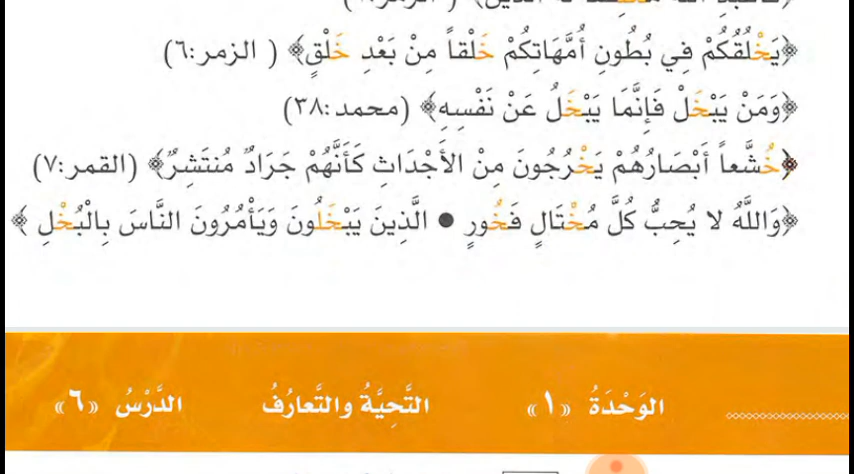 ﴿يَخْلُقُكُمْ فِي بُطُونِ أُمَّهَاتِكُمْ خَلْقاً مِنْ بَعْدِ خَلْقٍ﴾ ( الزمر:٦)
﴿وَمَنْ يَبْخَلْ فَإِنَّمَا يَبْخَلُ عَنْ نَفْسِهِ﴾ (محمد:٣٨)
﴿خُشَّعاً أَبْصَارُهُمْ يَخْرُجُونَ مِنَ الأَجْدَاثِ كَأَنَّهُمْ جَرَادٌ مُنتَشِرٌ﴾ (القمر:٧)
﴿وَاللَّهُ لا يُحِبُّ كُلَّ مُخْتَالٍ فَخُورٍ ● الَّذِينَ يَبْخَلُونَ وَيَأْمُرُونَ النَّاسَ بِالْبُخْلِ ﴾
الوَحْدَةُ «١» التَّحِيَّةُ والتَّعارُفُ الدَّرْسُ «٦»